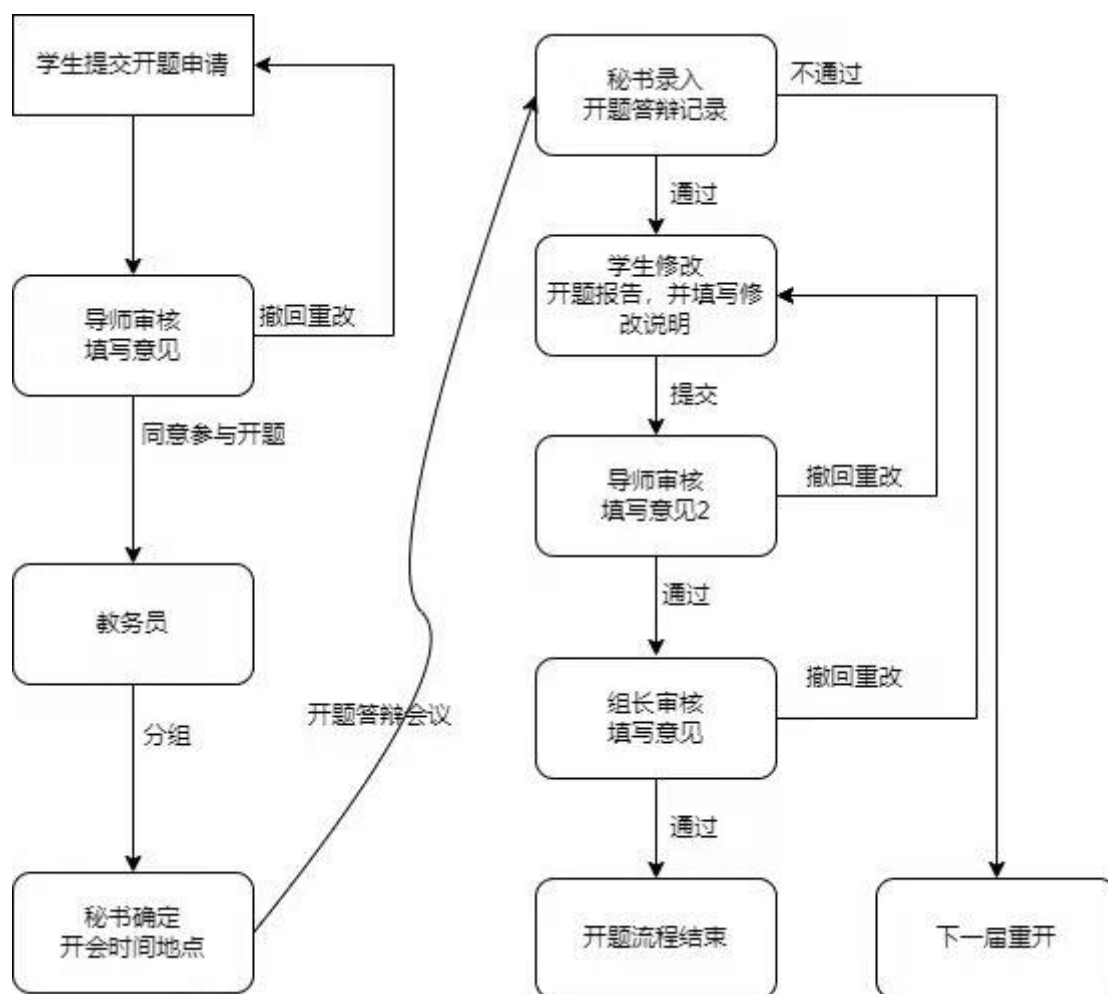 学生提交开题申请
导师审核
填写意见
撤回重改
同意参与开题
教务员
分组
秘书确定
开会时间地点
开题答辩会议
秘书录入
开题答辩记录
不通过
通过
学生修改
开题报告，并填写修
改说明
提交
导师审核
填写意见2
撤回重改
通过
组长审核
填写意见
撤回重改
通过
开题流程结束
下一届重开